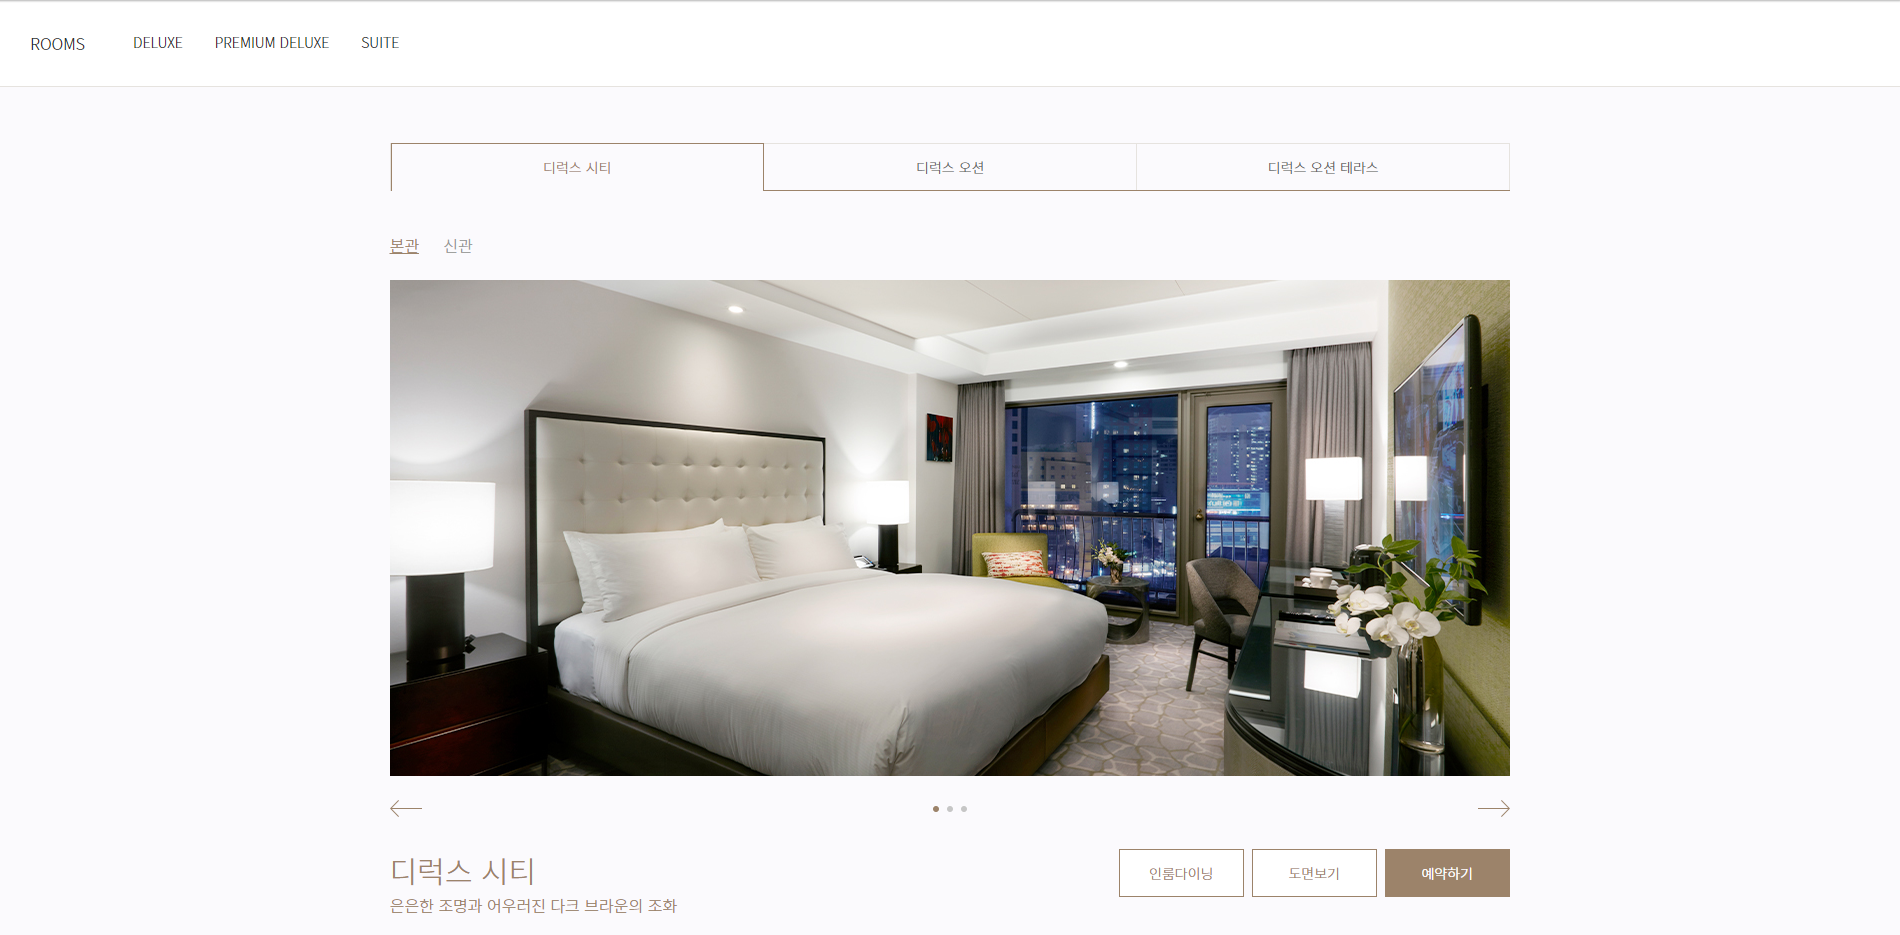 ROOMS DELUXE PREMIUM DELUXE SUITE
디럭스 시티 디럭스 오션 디럭스 오션 테라스
본관 신관
디럭스 시티
은은한 조명과 어우러진 다크 브라운의 조화
인룸다이닝 도면보기 예약하기